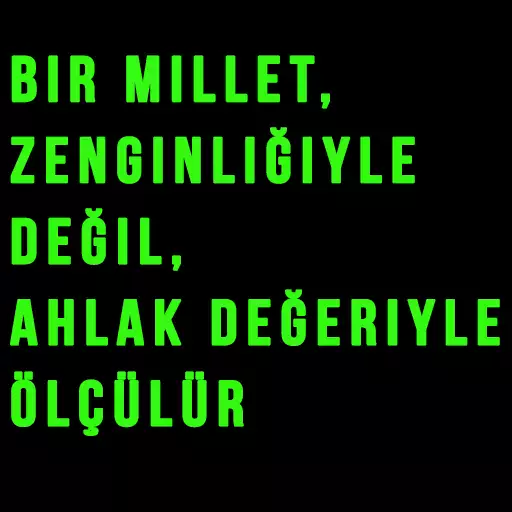 BIR MILLET,
ZENGINLIĞIYLE
DEĞIL,
AHLAK DEĞERIYLE
ÖLÇÜLÜR